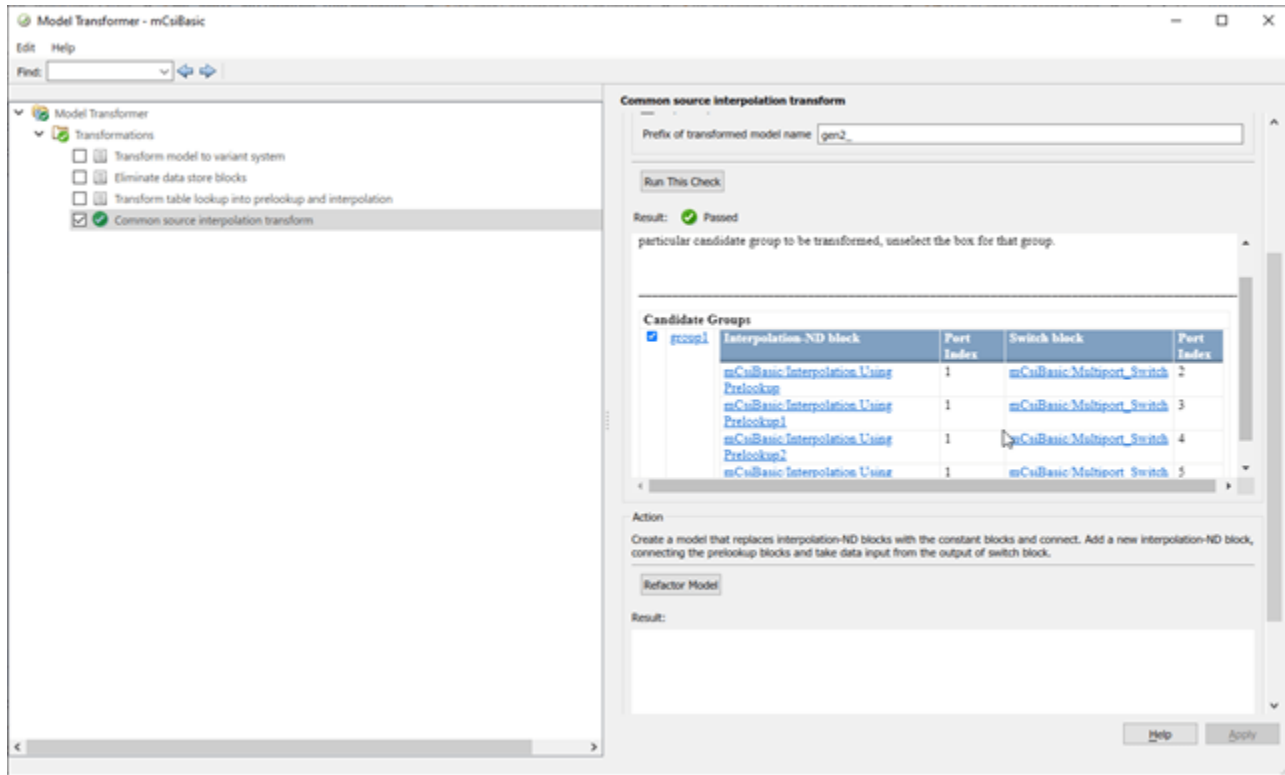 Model Transformer - mCsiBasic
Edit Help
Find:
Model Transformer
Transformations
Transform model to variant system
Eliminate data store blocks
Transform table lookup into prelookup and interpolation
Common source interpolation transform
Common source interpolation transform
Prefix of transformed model name gen2_
Run This Check
Result: Passed
particular candidate group to be transformed, unselect the box for that group.
Candidate Groups
group1 Interpolation-ND block Port Index Switch block Port Index
mCsiBasic/Interpolation Using Prelookup 1 mCsiBasic/Multiport_Switch 2
mCsiBasic/Interpolation Using Prelookup1 1 mCsiBasic/Multiport_Switch 3
mCsiBasic/Interpolation Using Prelookup2 1 mCsiBasic/Multiport_Switch 4
mCsiBasic/Interpolation Using 1 mCsiBasic/Multiport_Switch 5
Action
Create a model that replaces interpolation-ND blocks with the constant blocks and connect. Add a new interpolation-ND block,
connecting the prelookup blocks and take data input from the output of switch block.
Refactor Model
Result:
Help Apply